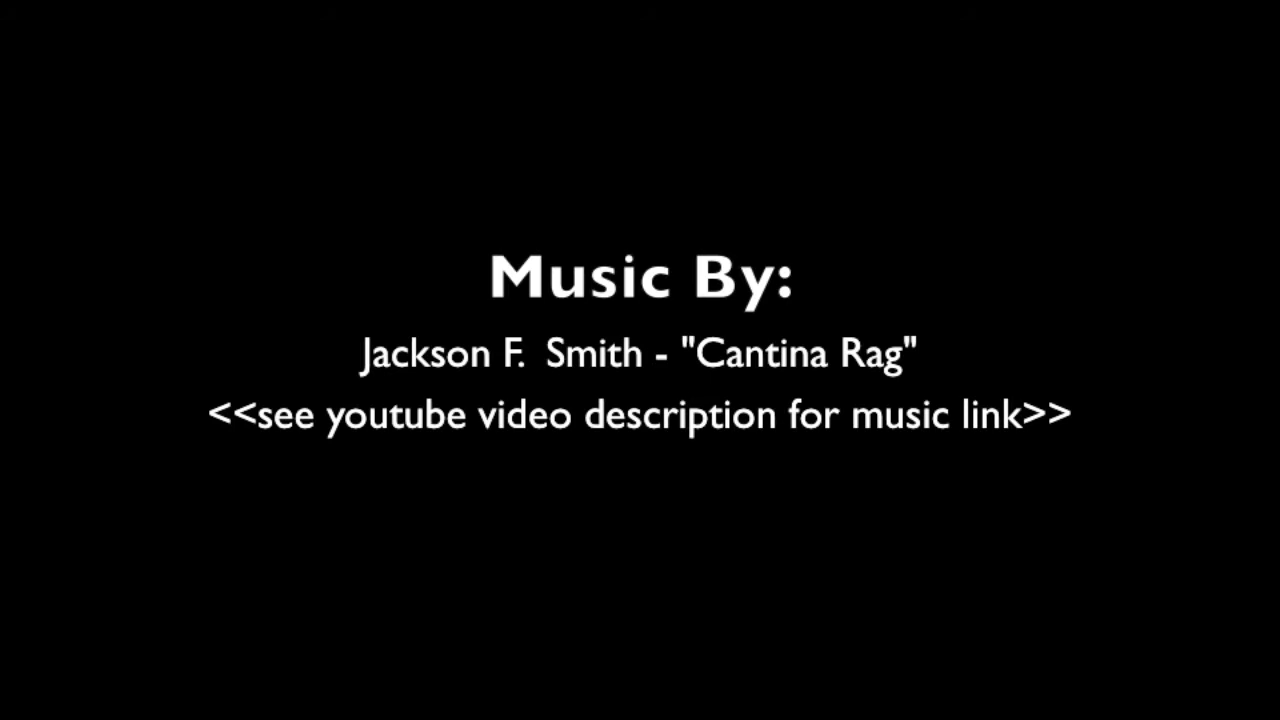 Music By:
Jackson F. Smith - "Cantina Rag"
<<see youtube video description for music link>>